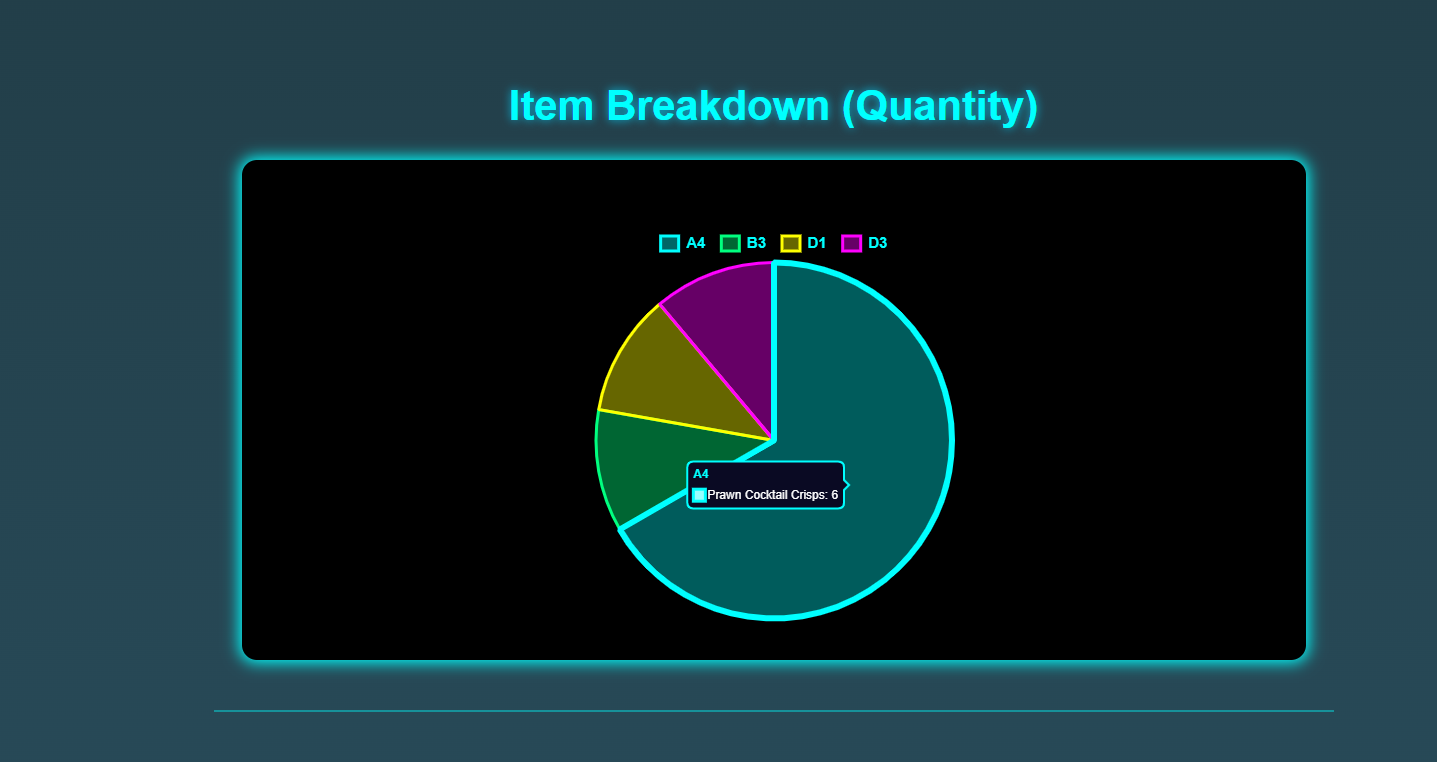 Item Breakdown (Quantity)
A4 B3 D1 D3
A4
Prawn Cocktail Crisps: 6